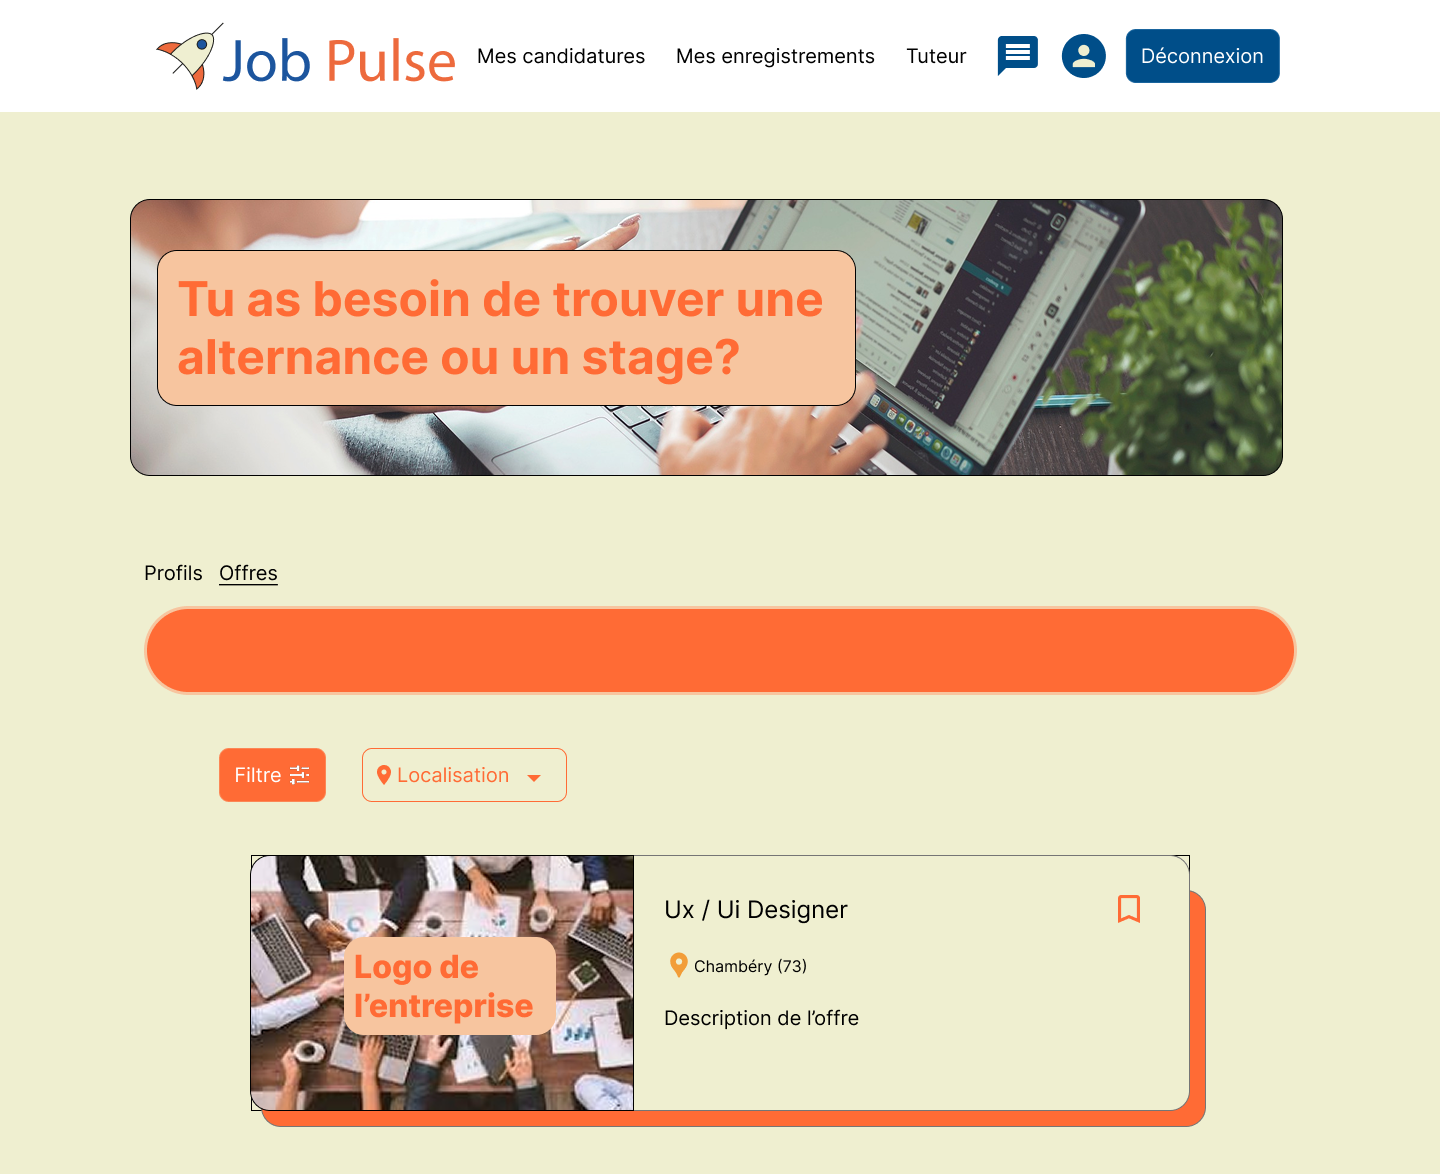 Job Pulse
Mes candidatures
Mes enregistrements
Tuteur
Déconnexion
Tu as besoin de trouver une
alternance ou un stage?
Profils
Offres
Filtre
Localisation
Logo de
l’entreprise
Ux / Ui Designer
Chambéry (73)
Description de l’offre